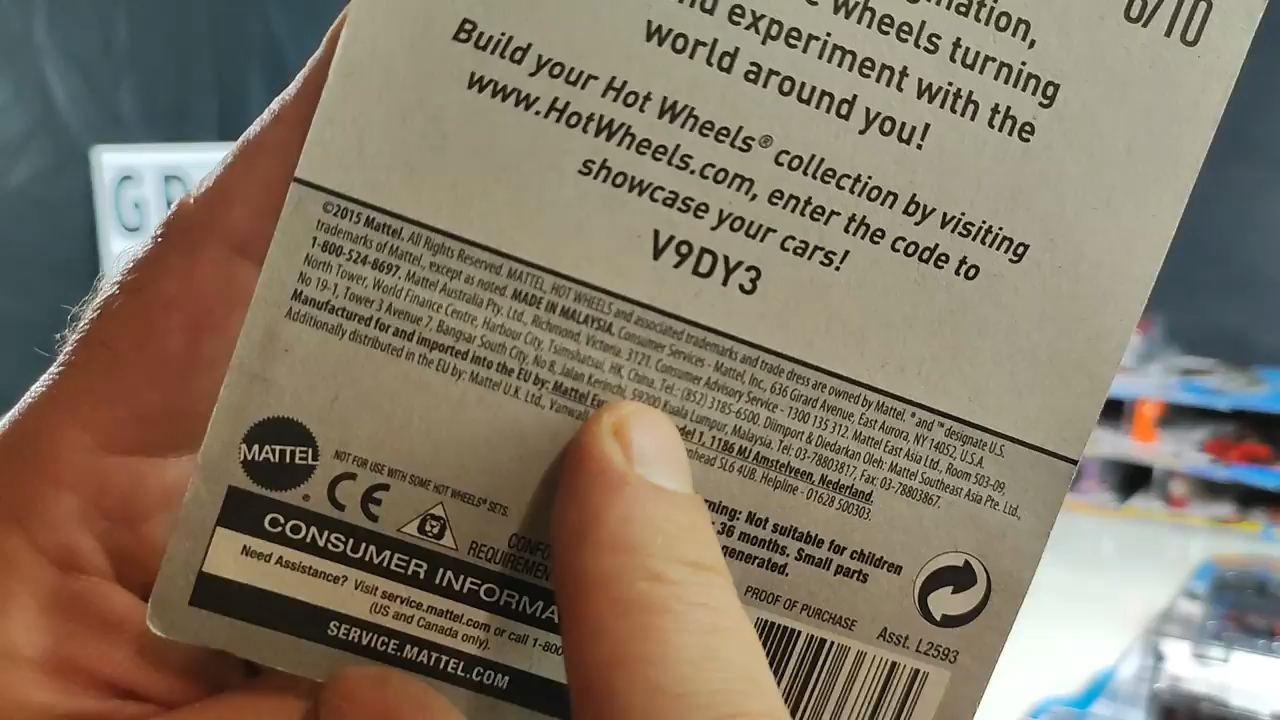 6/10
wheels turning
experiment with the
world around you!
Build your Hot Wheels® collection by visiting
www.HotWheels.com, enter the code to
showcase your cars!
V9DY3
©2015 Mattel. All Rights Reserved. MATTEL, HOT WHEELS and associated trademarks and trade dress are owned by Mattel. ® and ™ designate U.S.
trademarks of Mattel, except as noted. MADE IN MALAYSIA. Consumer Services - Mattel, Inc., 636 Girard Avenue, East Aurora, NY 14052, U.S.A.
1-800-524-8697. Mattel Australia Pty. Ltd., Richmond, Victoria. 3121. Consumer Advisory Service - 1300 135 312. Mattel East Asia Ltd., Room 503-09,
North Tower, World Finance Centre, Harbour City, Tsimshatsui, HK, China. Tel.: (852) 3185-6500. Diimport & Diedarkan Oleh: Mattel Southeast Asia Pte. Ltd.,
No 19-1, Tower 3 Avenue 7, Bangsar South City, No 8, Jalan Kerinchi, 59200 Kuala Lumpur, Malaysia. Tel: 03-78803817, Fax: 03-78803867.
Manufactured for and imported into the EU by: Mattel 1, 1186 MJ Amstelveen, Nederland.
Additionally distributed in the EU by: Mattel U.K. Ltd., SL6 4UB. Helpline - 01628 500303.
MATTEL
NOT FOR USE WITH SOME HOT WHEELS® SETS.
CE
Not suitable for children
36 months. Small parts
generated.
CONSUMER
Need Assistance? Visit service.mattel.com or call 1-800
(US and Canada only).
SERVICE.MATTEL.COM
PROOF OF PURCHASE
Asst. L2593